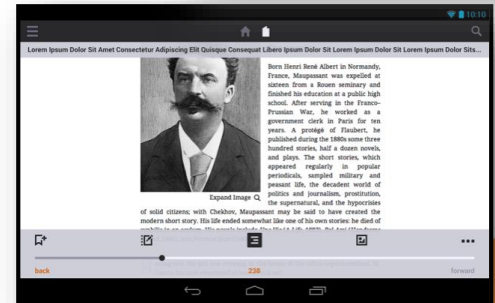 10:10
Lorem Ipsum Dolor Sit Amet Consectetur Adipiscing Elit Quisque Consequat Libero Ipsum Dolor Sit Lorem Ipsum Dolor Sit Lorem Ipsum Dolor Sits...
Born Henri René Albert in Normandy,
France, Maupassant was expelled at
sixteen from a Rouen seminary and
finished his education at a public high
school. After serving in the Franco-
Prussian War, he worked as a
government clerk in Paris for ten
years. A protégé of Flaubert, he
published during the 1880s some three
hundred stories, half a dozen novels,
and plays. The short stories, which
appeared regularly in popular
periodicals, sampled military and
peasant life, the decadent world of
politics and journalism, prostitution,
the supernatural, and the hypocrisies
Expand Image
of solid citizens; with Chekhov, Maupassant may be said to have created the
modern short story. His life ended somewhat like one of his own stories: he died of
back
238
forward